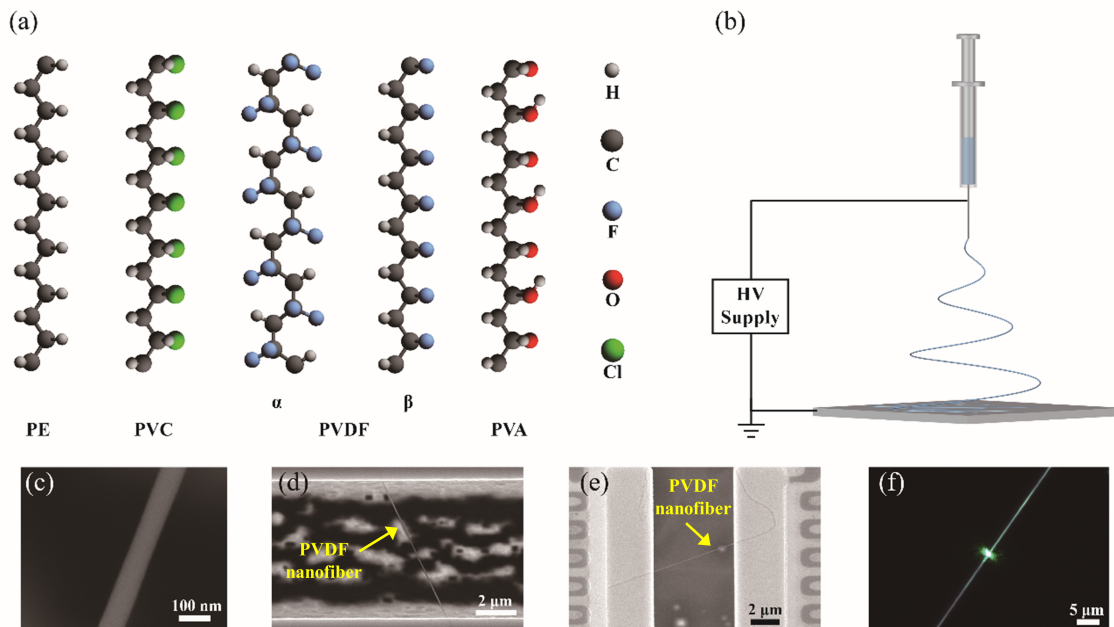 (a)
(b)
H
C
F
O
Cl
HV
Supply
α
β
PE
PVC
PVDF
PVA
(c)
100 nm
(d)
PVDF
nanofiber
2 μm
(e)
PVDF
nanofiber
2 μm
(f)
5 μm